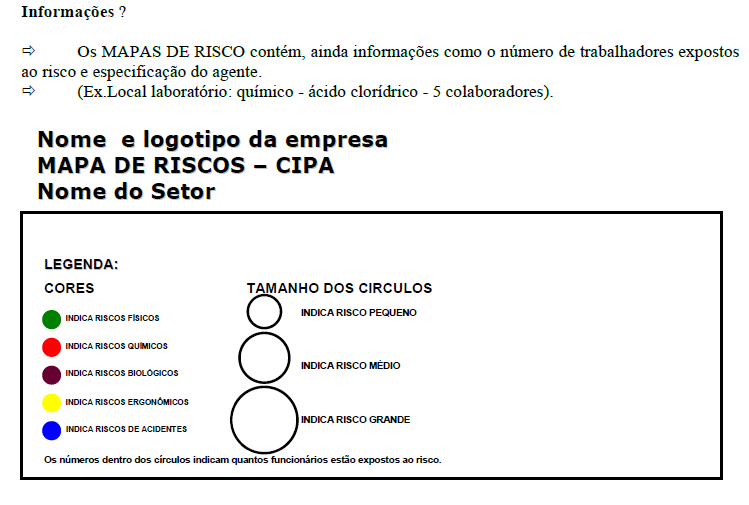 Informações ?
⇨ Os MAPAS DE RISCO contém, ainda informações como o número de trabalhadores expostos
ao risco e especificação do agente.
⇨ (Ex.Local laboratório: químico - ácido clorídrico - 5 colaboradores).
Nome e logotipo da empresa
MAPA DE RISCOS – CIPA
Nome do Setor
LEGENDA:
CORES
INDICA RISCOS FÍSICOS
INDICA RISCOS QUÍMICOS
INDICA RISCOS BIOLÓGICOS
INDICA RISCOS ERGONÔMICOS
INDICA RISCOS DE ACIDENTES
TAMANHO DOS CIRCULOS
INDICA RISCO PEQUENO
INDICA RISCO MÉDIO
INDICA RISCO GRANDE
Os números dentro dos círculos indicam quantos funcionários estão expostos ao risco.